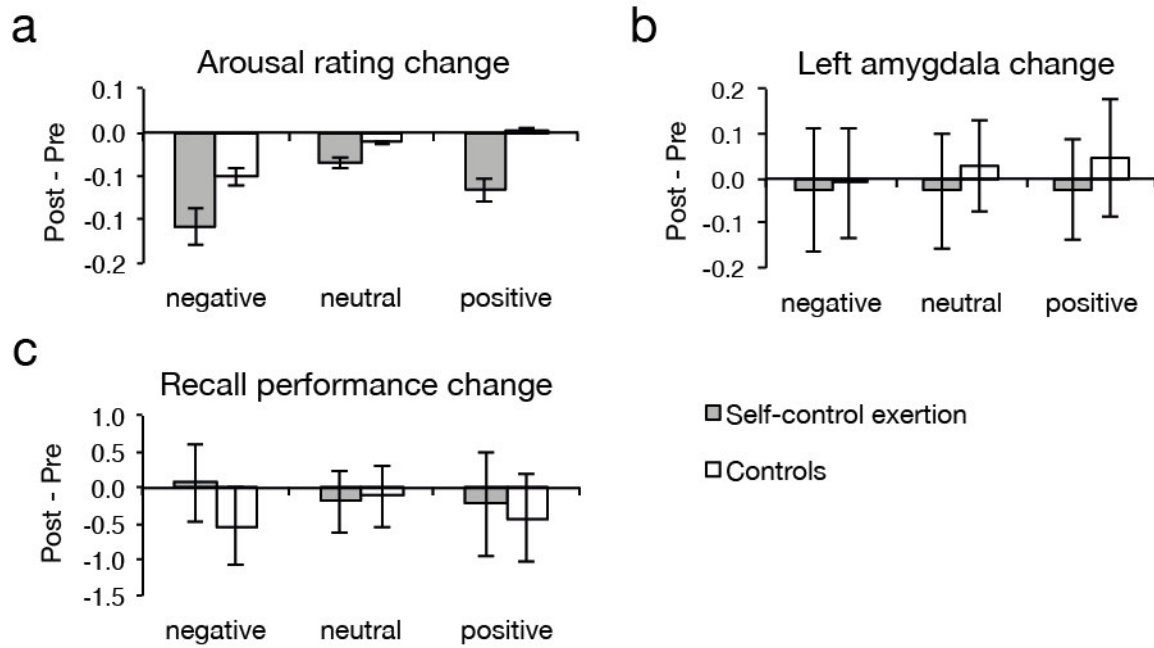 a
Arousal rating change
Post - Pre
0.1
0.0
-0.1
-0.1
-0.2
negative neutral positive
b
Left amygdala change
Post - Pre
0.2
0.1
0.0
-0.1
-0.2
negative neutral positive
c
Recall performance change
Post - Pre
1.0
0.5
0.0
-0.5
-1.0
-1.5
negative neutral positive
Self-control exertion
Controls